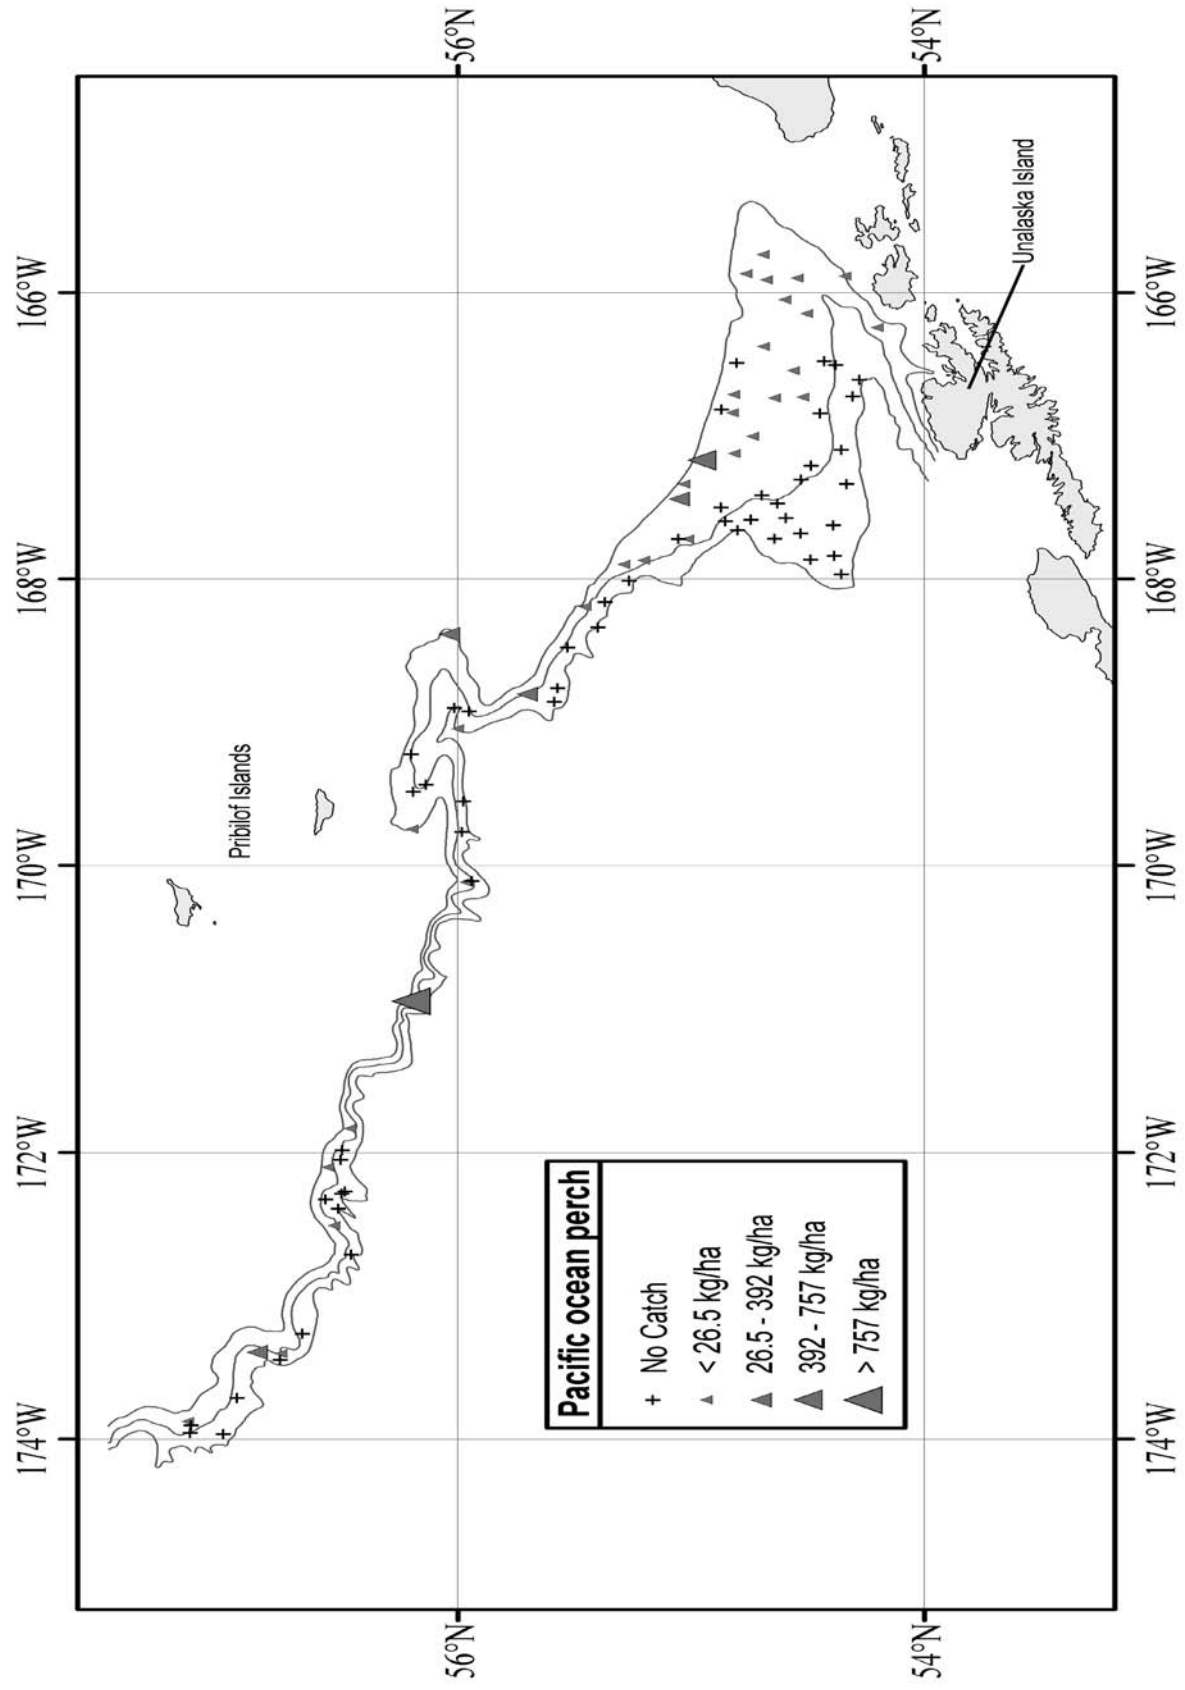 174°W
172°W
170°W
168°W
166°W
56°N
56°N
54°N
54°N
Pribilof Islands
Unalaska Island
Pacific ocean perch
No Catch
< 26.5 kg/ha
26.5 - 392 kg/ha
392 - 757 kg/ha
> 757 kg/ha
174°W
172°W
170°W
168°W
166°W